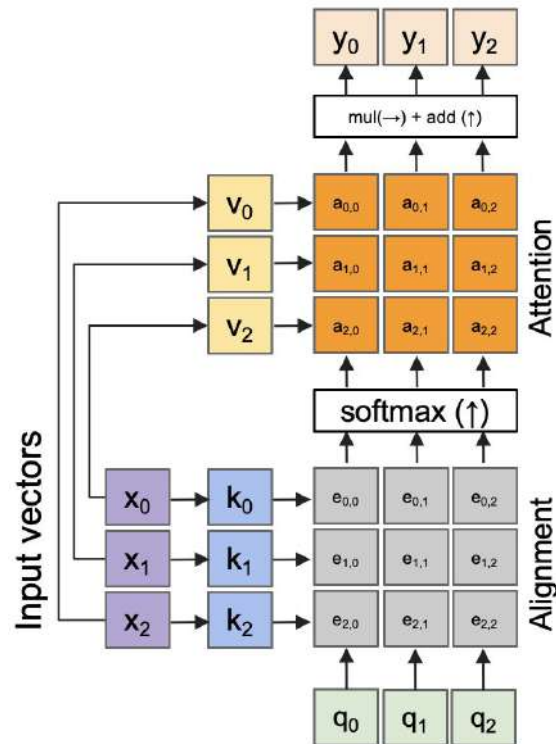 y0 y1 y2
mul(→) + add (↑)
v0 a0,0 a0,1 a0,2
v1 a1,0 a1,1 a1,2
v2 a2,0 a2,1 a2,2
Attention
softmax (↑)
Input vectors
x0 k0 e0,0 e0,1 e0,2
x1 k1 e1,0 e1,1 e1,2
x2 k2 e2,0 e2,1 e2,2
Alignment
q0 q1 q2